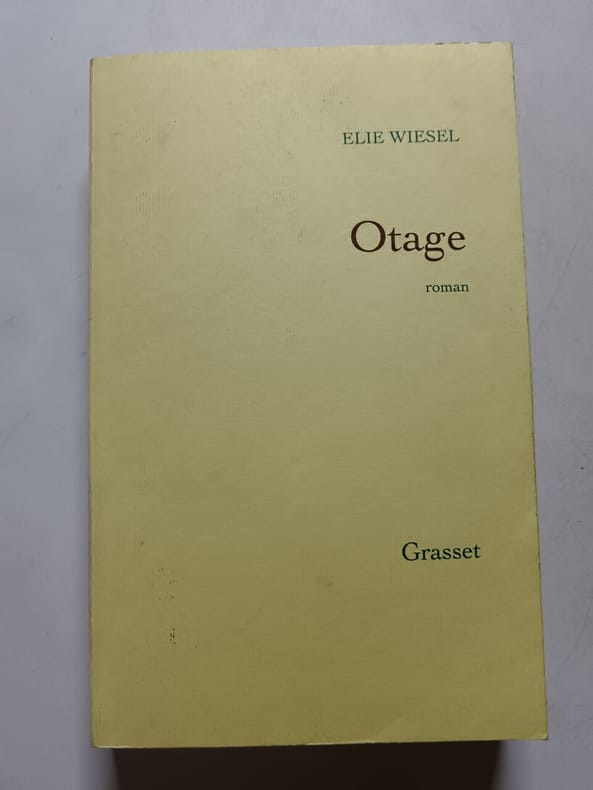 ELIE WIESEL
Otage
roman
Grasset